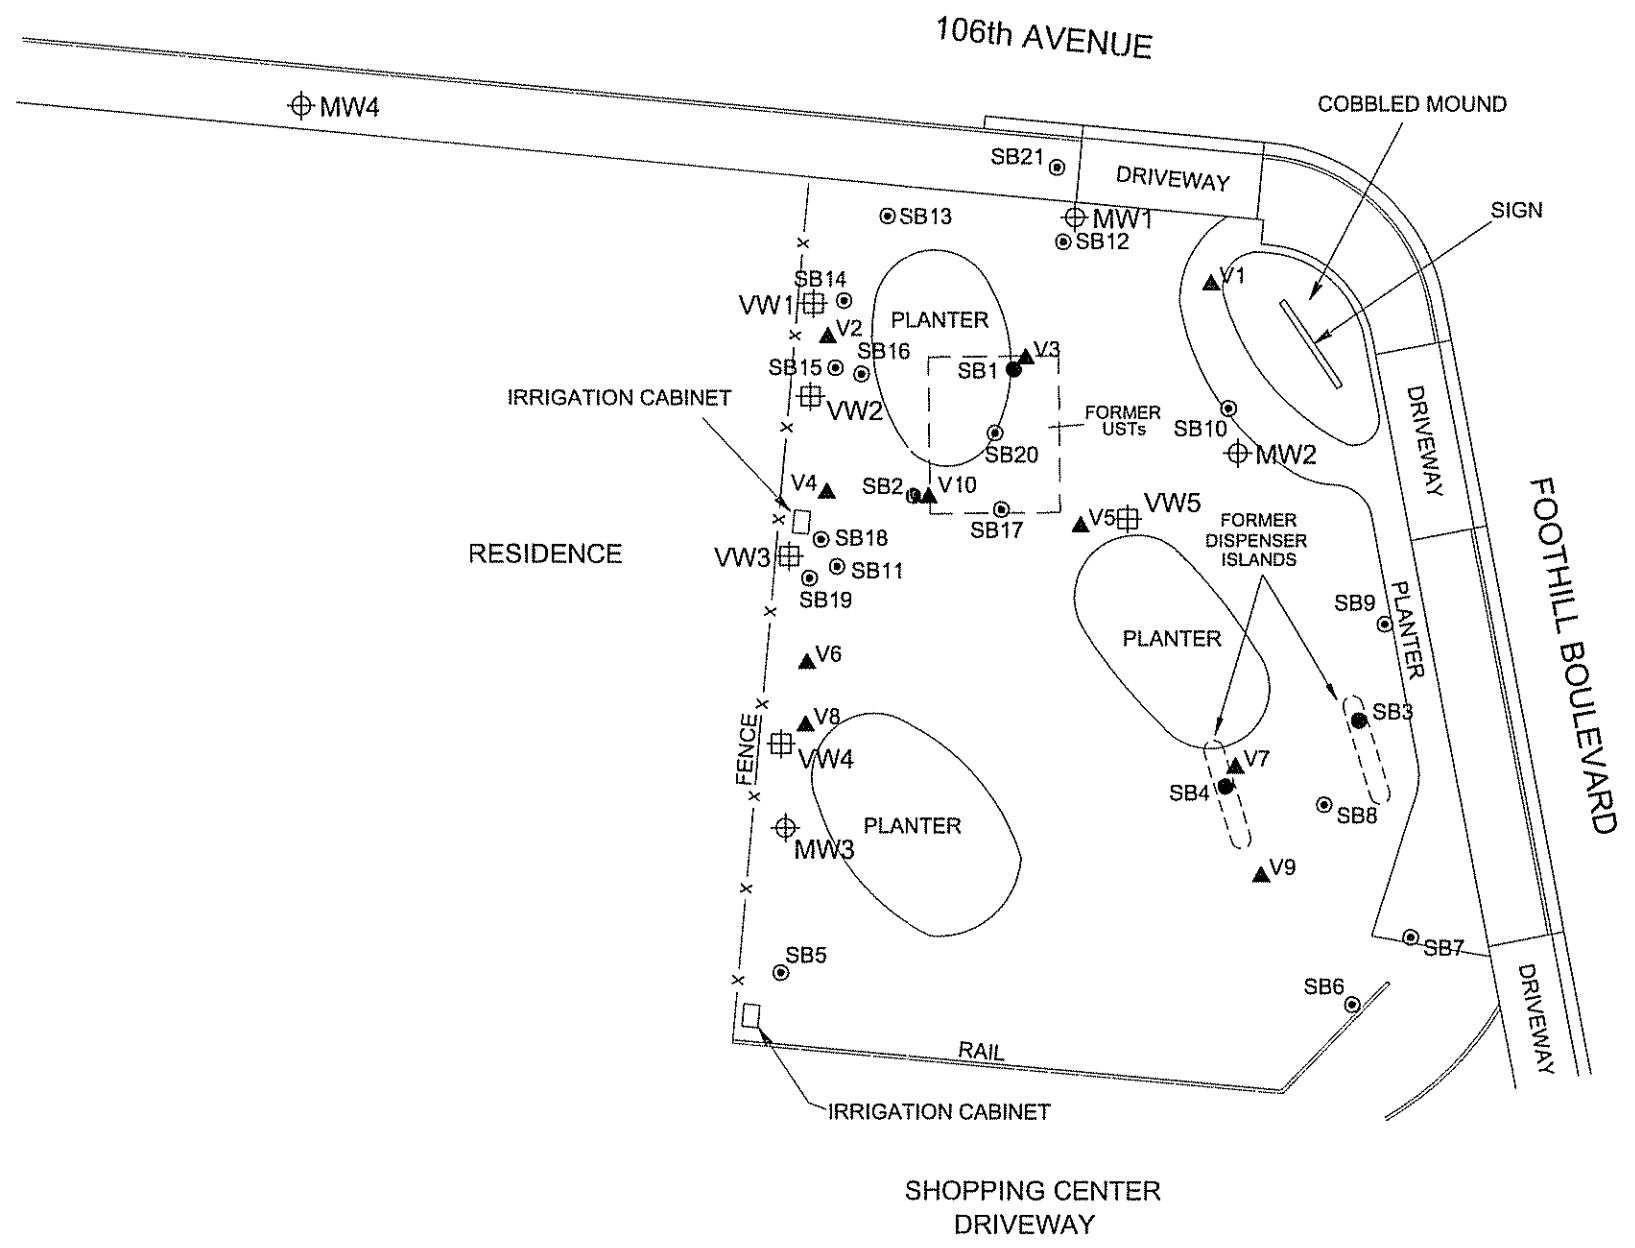 106th AVENUE
COBBLED MOUND
MW4
SB21
DRIVEWAY
SIGN
SB13
MW1
SB12
SB14
V1
VW1
V2
PLANTER
SB16
V3
SB15
SB1
IRRIGATION CABINET
VW2
FORMER
USTs
SB10
DRIVEWAY
SB20
MW2
V4
SB2
V10
VW5
V5
SB17
FORMER
DISPENSER
ISLANDS
FOOTHILL BOULEVARD
SB18
RESIDENCE
VW3
SB11
SB19
SB9
PLANTER
PLANTER
V6
SB3
V8
FENCE
VW4
V7
SB4
SB8
PLANTER
MW3
V9
SB5
SB7
SB6
DRIVEWAY
RAIL
IRRIGATION CABINET
SHOPPING CENTER
DRIVEWAY
x
x
x
x
x
x
x
x
x